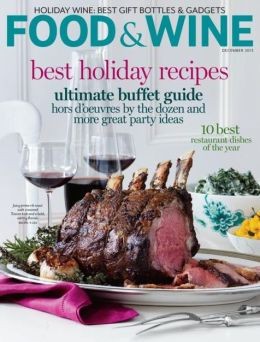 HOLIDAY WINE: BEST GIFT BOTTLES & GADGETS
FOOD & WINE
DECEMBER 2013
best holiday recipes
ultimate buffet guide
hors d'oeuvres by the dozen and
more great party ideas
10 best
restaurant dishes
of the year